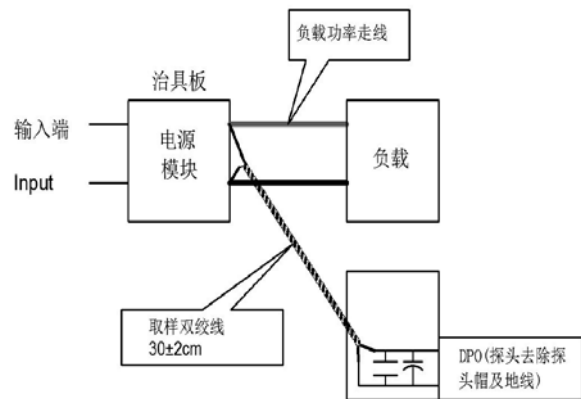 负载功率走线
治具板
输入端
电源
模块
负载
Input
取样双绞线
30±2cm
DPO(探头去除探
头帽及地线)